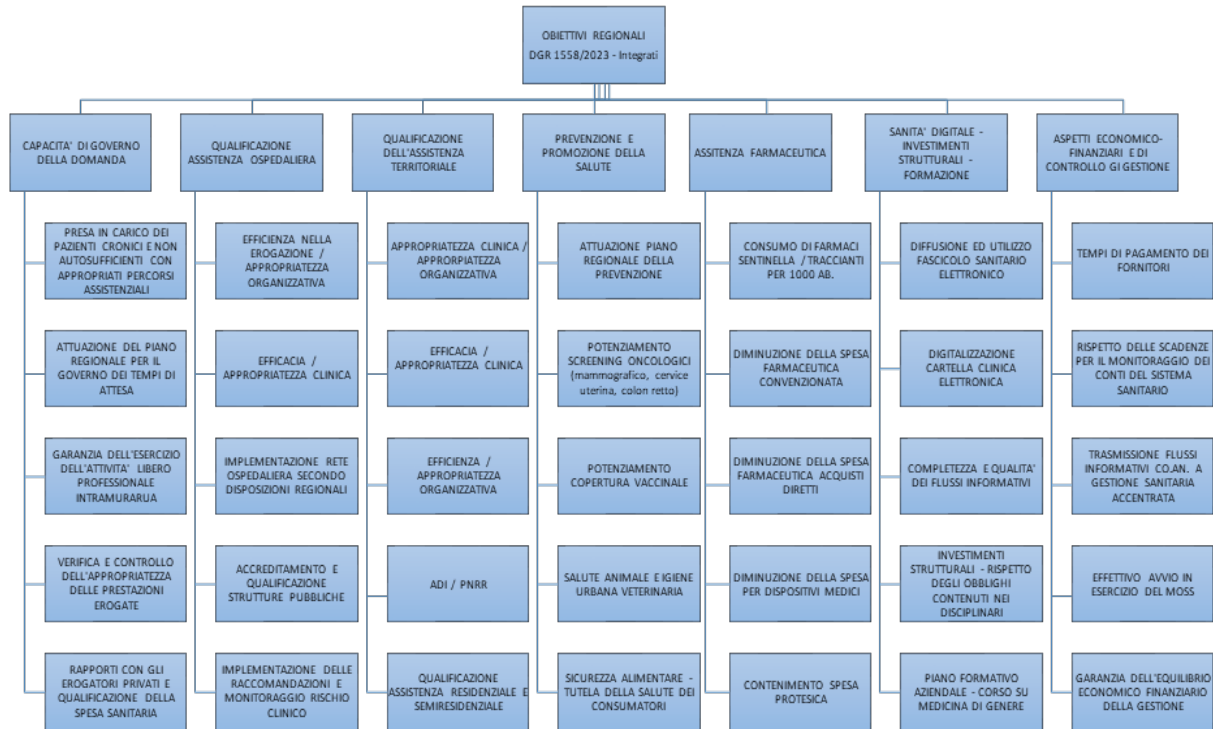 OBIETTIVI REGIONALI
DGR 1558/2023 - Integrati
CAPACITA' DI GOVERNO
DELLA DOMANDA
PRESA IN CARICO DEI
PAZIENTI CRONICI E NON
AUTOSUFFICIENTI CON
APPROPRIATI PERCORSI
ASSISTENZIALI
ATTUAZIONE DEL PIANO
REGIONALE PER IL
GOVERNO DEI TEMPI DI
ATTESA
GARANZIA DELL'ESERCIZIO
DELL'ATTIVITA' LIBERO
PROFESSIONALE
INTRAMURARUA
VERIFICA E CONTROLLO
DELL'APPROPRIATEZZA
DELLE PRESTAZIONI
EROGATE
RAPPORTI CON GLI
EROGATORI PRIVATI E
QUALIFICAZIONE DELLA
SPESA SANITARIA
QUALIFICAZIONE
ASSISTENZA OSPEDALIERA
EFFICIENZA NELLA
EROGAZIONE /
APPROPRIATEZZA
ORGANIZZATIVA
EFFICACIA /
APPROPRIATEZZA CLINICA
IMPLEMENTAZIONE RETE
OSPEDALIERA SECONDO
DISPOSIZIONI REGIONALI
ACCREDITAMENTO E
QUALIFICAZIONE
STRUTTURE PUBBLICHE
IMPLEMENTAZIONE DELLE
RACCOMANDAZIONI E
MONITORAGGIO RISCHIO
CLINICO
QUALIFICAZIONE
DELL'ASSISTENZA
TERRITORIALE
APPROPRIATEZZA CLINICA /
APPORPRIATEZZA
ORGANIZZATIVA
EFFICACIA /
APPROPRIATEZZA CLINICA
EFFICIENZA /
APPROPRIATEZZA
ORGANIZZATIVA
ADI / PNRR
QUALIFICAZIONE
ASSISTENZA RESIDENZIALE E
SEMIRESIDENZIALE
PREVENZIONE E
PROMOZIONE DELLA
SALUTE
ATTUAZIONE PIANO
REGIONALE DELLA
PREVENZIONE
POTENZIAMENTO
SCREENING ONCOLOGICI
(mammografico, cervice
uterina, colon retto)
POTENZIAMENTO
COPERTURA VACCINALE
SALUTE ANIMALE E IGIENE
URBANA VETERINARIA
SICUREZZA ALIMENTARE -
TUTELA DELLA SALUTE DEI
CONSUMATORI
ASSITENZA FARMACEUTICA
CONSUMO DI FARMACI
SENTINELLA / TRACCIANTI
PER 1000 AB.
DIMINUZIONE DELLA SPESA
FARMACEUTICA
CONVENZIONATA
DIMINUZIONE DELLA SPESA
FARMACEUTICA ACQUISTI
DIRETTI
DIMINUZIONE DELLA SPESA
PER DISPOSITIVI MEDICI
CONTENIMENTO SPESA
PROTESICA
SANITA' DIGITALE -
INVESTIMENTI
STRUTTURALI -
FORMAZIONE
DIFFUSIONE ED UTILIZZO
FASCICOLO SANITARIO
ELETTRONICO
DIGITALIZZAZIONE
CARTELLA CLINICA
ELETTRONICA
COMPLETEZZA E QUALITA'
DEI FLUSSI INFORMATIVI
INVESTIMENTI
STRUTTURALI - RISPETTO
DEGLI OBBLIGHI
CONTENUTI NEI
DISCIPLINARI
PIANO FORMATIVO
AZIENDALE - CORSO SU
MEDICINA DI GENERE
ASPETTI ECONOMICO-
FINANZIARI E DI
CONTROLLO GI GESTIONE
TEMPI DI PAGAMENTO DEI
FORNITORI
RISPETTO DELLE SCADENZE
PER IL MONITORAGGIO DEI
CONTI DEL SISTEMA
SANITARIO
TRASMISSIONE FLUSSI
INFORMATIVI CO.AN. A
GESTIONE SANITARIA
ACCENTRATA
EFFETTIVO AVVIO IN
ESERCIZIO DEL MOSS
GARANZIA DELL'EQUILIBRIO
ECONOMICO FINANZIARIO
DELLA GESTIONE